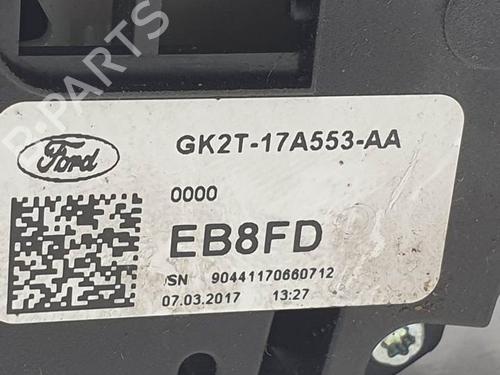 B-PARTS
Ford
GK2T-17A553-AA
0000
EB8FD
SN 90441170660712
07.03.2017 13:27